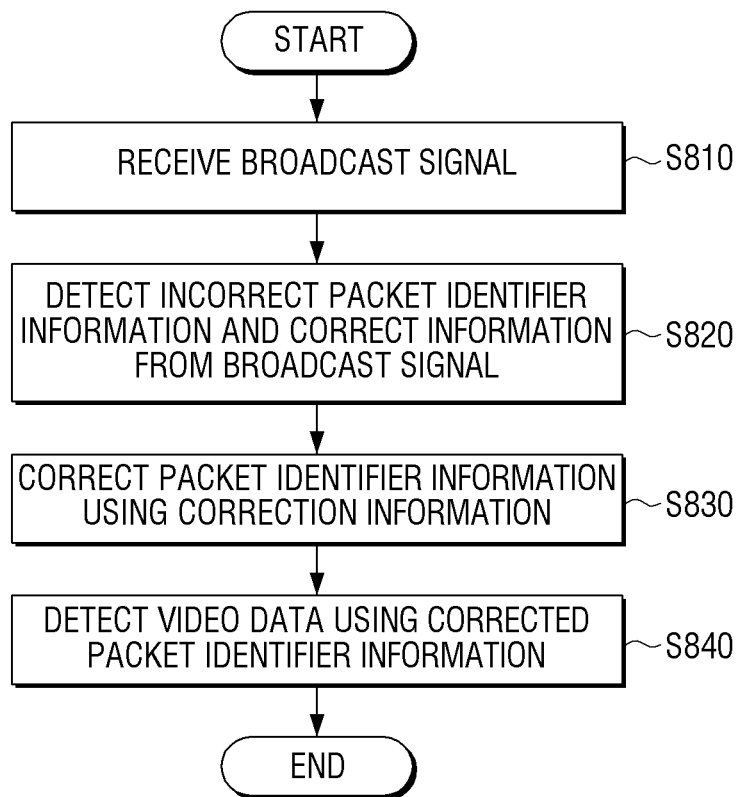 START
RECEIVE BROADCAST SIGNAL
S810
DETECT INCORRECT PACKET IDENTIFIER
INFORMATION AND CORRECT INFORMATION
FROM BROADCAST SIGNAL
S820
CORRECT PACKET IDENTIFIER INFORMATION
USING CORRECTION INFORMATION
S830
DETECT VIDEO DATA USING CORRECTED
PACKET IDENTIFIER INFORMATION
S840
END